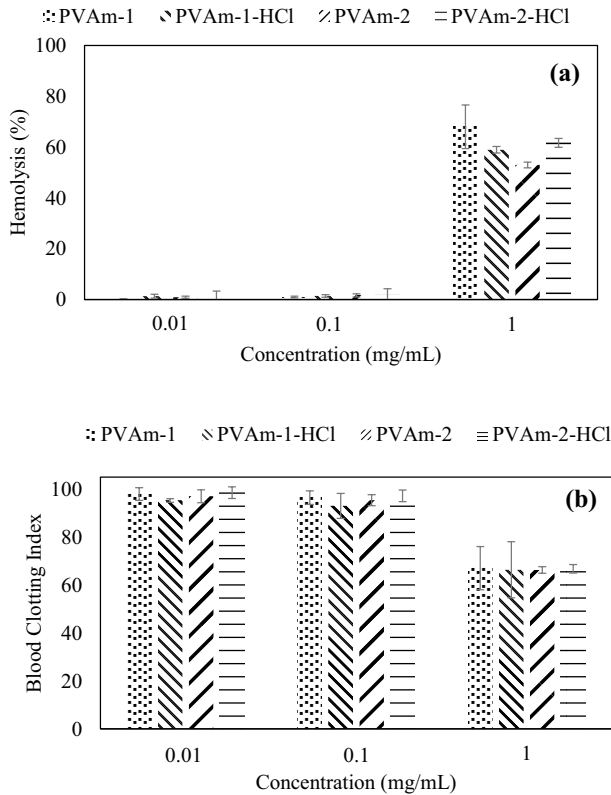 PVAm-1 PVAm-1-HCl PVAm-2 PVAm-2-HCl
(a)
100
80
60
40
20
0
Hemolysis (%)
0.01 0.1 1
Concentration (mg/mL)
PVAm-1 PVAm-1-HCl PVAm-2 PVAm-2-HCl
(b)
100
80
60
40
20
0
Blood Clotting Index
0.01 0.1 1
Concentration (mg/mL)